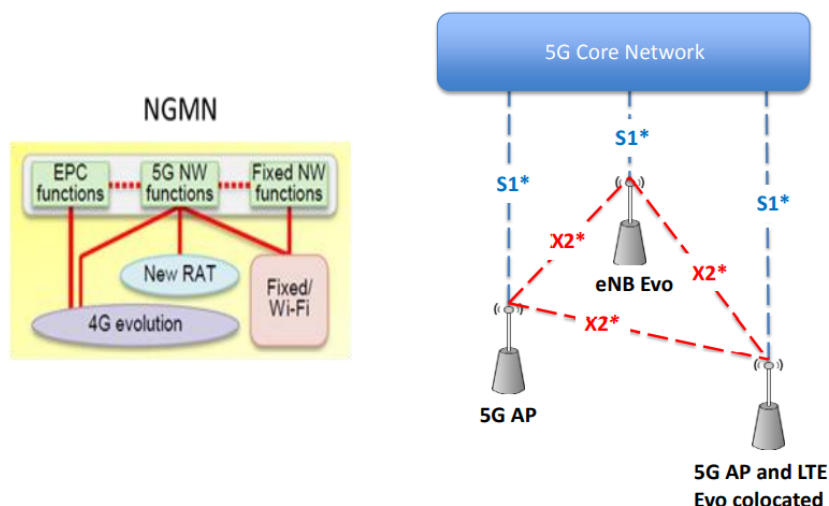 NGMN
EPC
functions
5G NW
functions
Fixed NW
functions
New RAT
Fixed/
Wi-Fi
4G evolution
5G Core Network
S1*
S1*
S1*
X2*
X2*
X2*
eNB Evo
5G AP
5G AP and LTE
Evo colocated